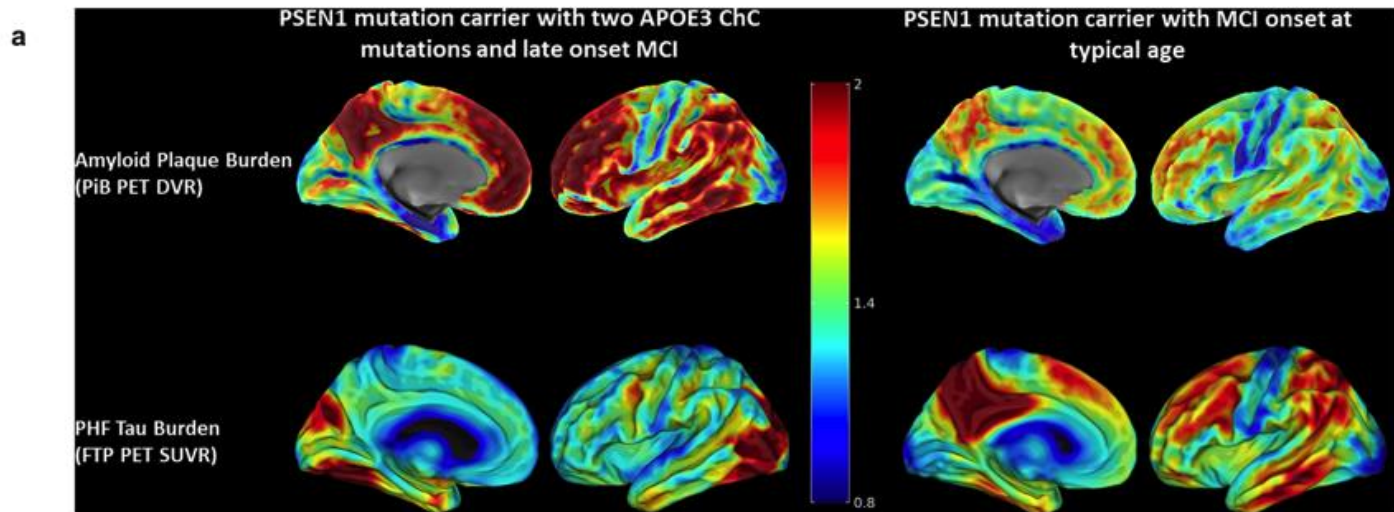 a
PSEN1 mutation carrier with two APOE3 ChC
mutations and late onset MCI
PSEN1 mutation carrier with MCI onset at
typical age
Amyloid Plaque Burden
(PiB PET DVR)
2
1.4
PHF Tau Burden
(FTP PET SUVR)
0.8